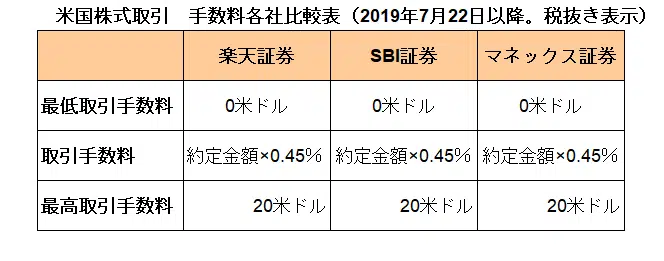 米国株式取引　手数料各社比較表（2019年7月22日以降。税抜き表示）
楽天証券 SBI証券 マネックス証券
最低取引手数料 0米ドル 0米ドル 0米ドル
取引手数料 約定金額×0.45% 約定金額×0.45% 約定金額×0.45%
最高取引手数料 20米ドル 20米ドル 20米ドル